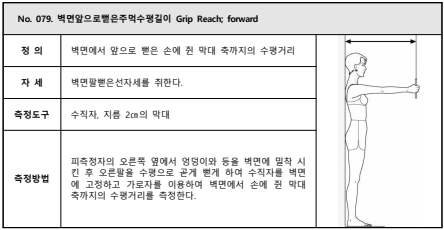 No. 079. 벽면앞으로뻗은주먹수평길이 Grip Reach; forward
정 의
벽면에서 앞으로 뻗은 손에 쥔 막대 축까지의 수평거리
자 세
벽면팔뻗은선자세를 취한다.
측정도구
수직자, 지름 2㎝의 막대
측정방법
피측정자의 오른쪽 옆에서 엉덩이와 등을 벽면에 밀착 시
킨 후 오른팔을 수평으로 곧게 뻗게 하여 수직자를 벽면
에 고정하고 가로자를 이용하여 벽면에서 손에 쥔 막대
축까지의 수평거리를 측정한다.